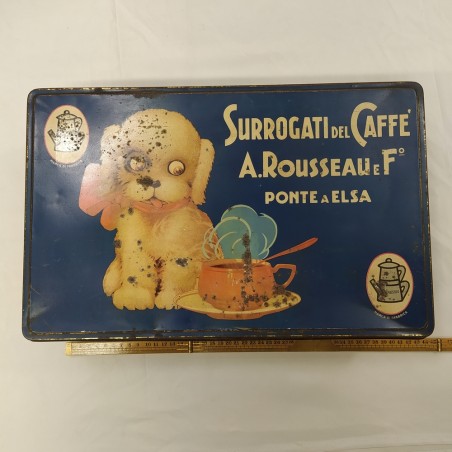 SURROGATI DEL CAFFE'
A. ROUSSEAU E F.º
PONTE A ELSA